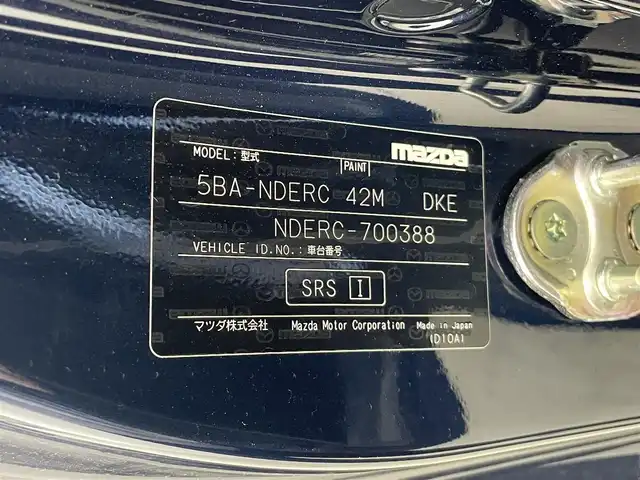 mazda
MODEL: 型式 PAINT
5BA-NDERC 42M DKE
NDERC-700388
VEHICLE ID.NO.: 車台番号
SRS I
マツダ株式会社 Mazda Motor Corporation Made in Japan
(D10A)